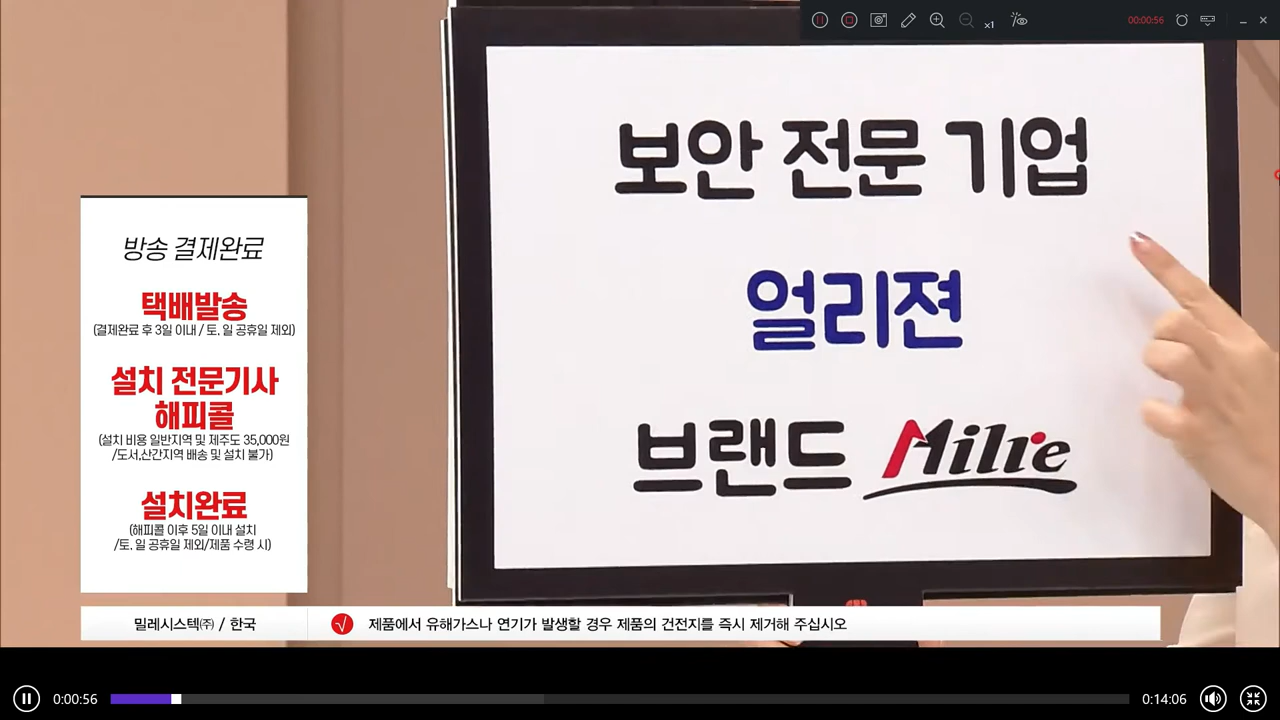 x1
00:00:56
보안 전문 기업
얼리젼
브랜드 Milre
방송 결제완료
택배발송
(결제완료 후 3일 이내 / 토, 일 공휴일 제외)
설치 전문기사
해피콜
(설치 비용 일반지역 및 제주도 35,000원
/도서,산간지역 배송 및 설치 불가)
설치완료
(해피콜 이후 5일 이내 설치
/토, 일 공휴일 제외/제품 수령 시)
밀레시스텍㈜ / 한국
제품에서 유해가스나 연기가 발생할 경우 제품의 건전지를 즉시 제거해 주십시오
0:00:56
0:14:06